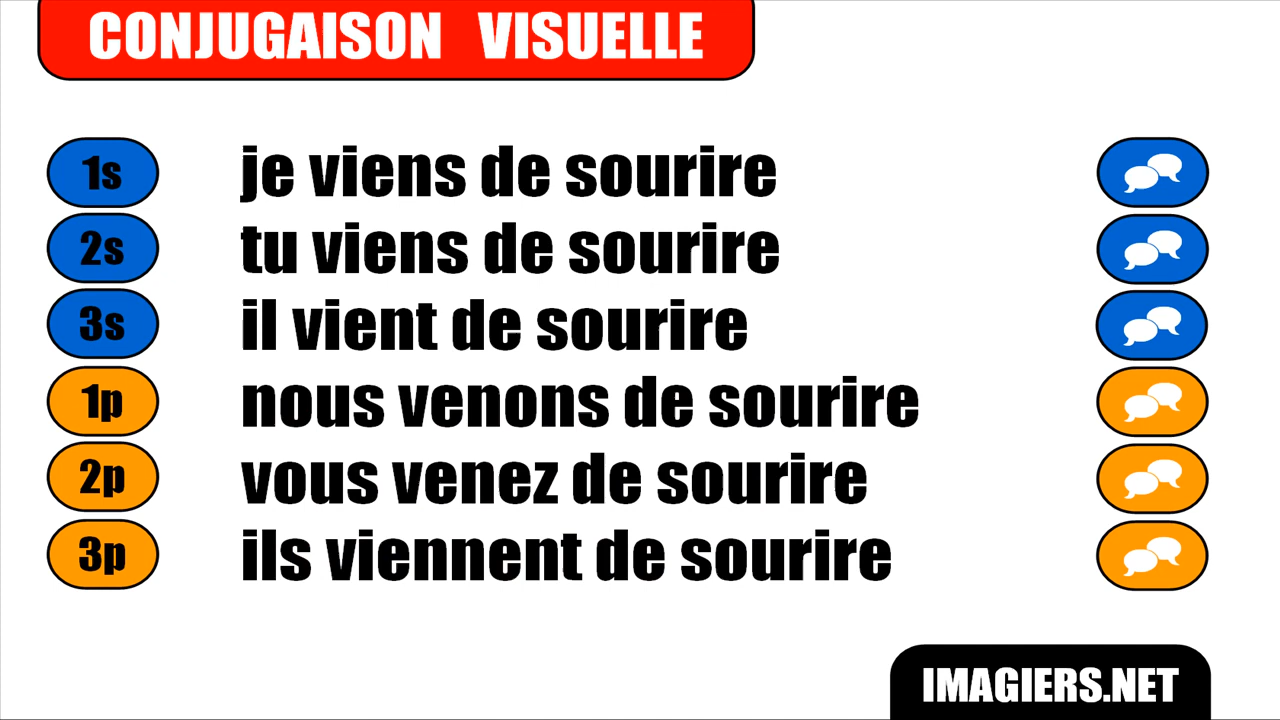 CONJUGAISON VISUELLE
1s je viens de sourire
2s tu viens de sourire
3s il vient de sourire
1p nous venons de sourire
2p vous venez de sourire
3p ils viennent de sourire
IMAGIERS.NET